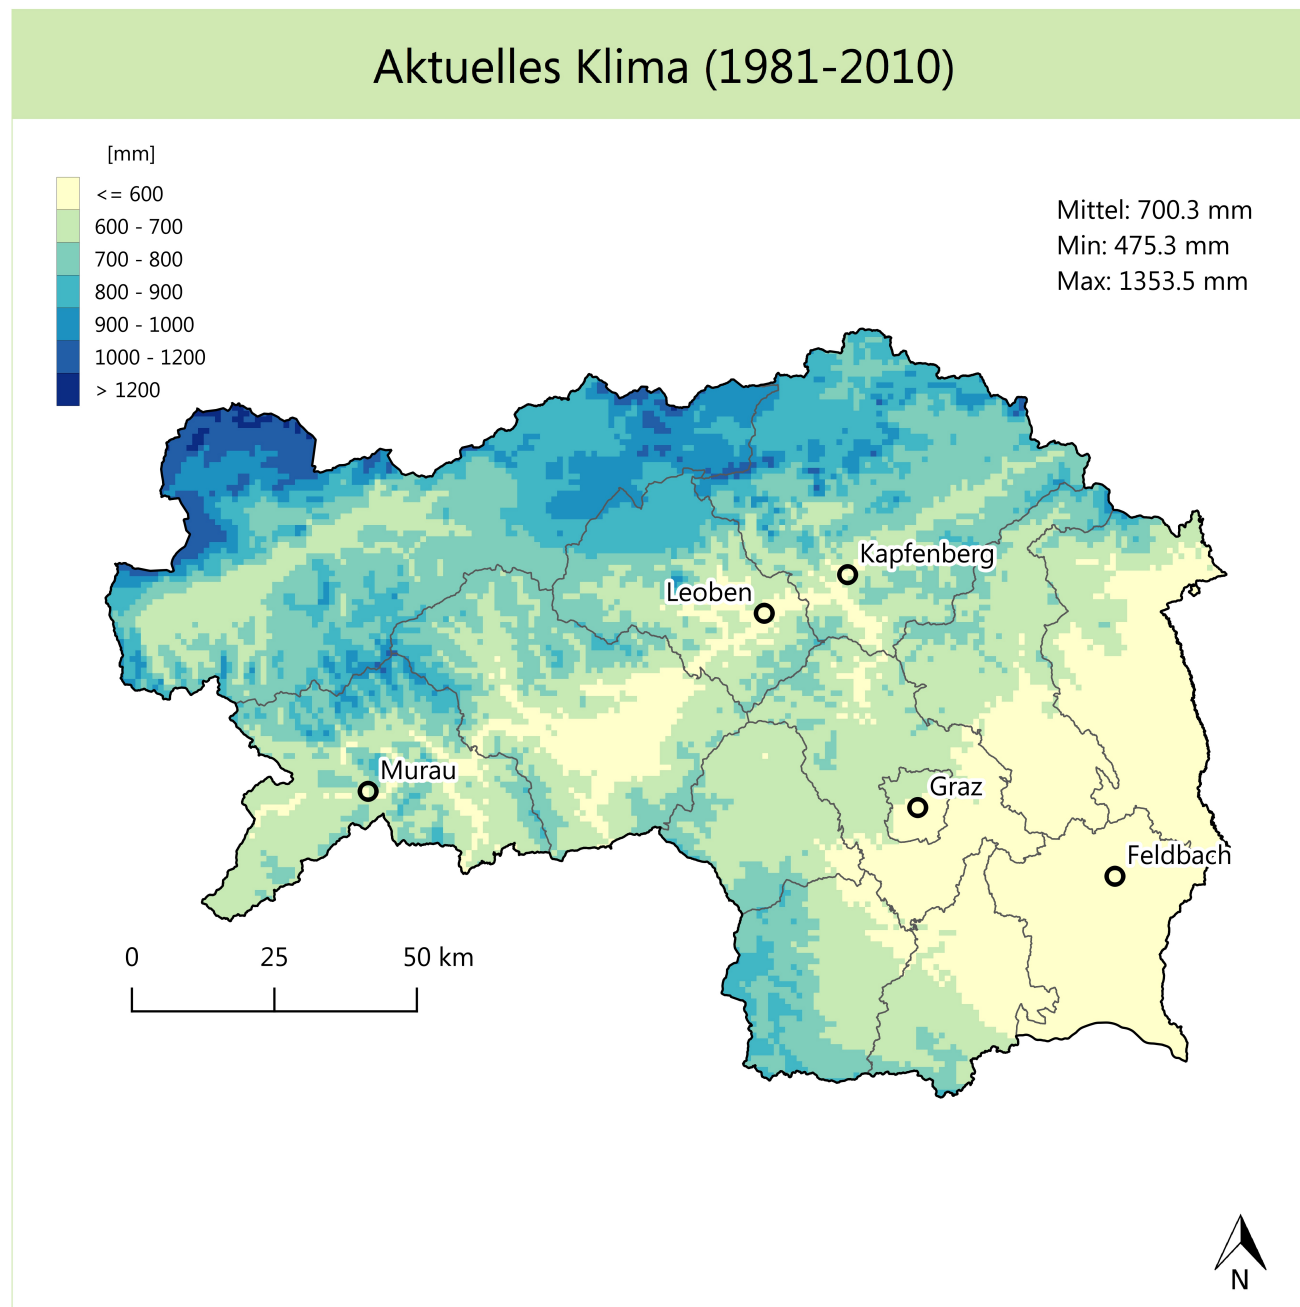 Aktuelles Klima (1981-2010)
[mm]
<= 600
600 - 700
700 - 800
800 - 900
900 - 1000
1000 - 1200
> 1200
Mittel: 700.3 mm
Min: 475.3 mm
Max: 1353.5 mm
Kapfenberg
Leoben
Murau
Graz
Feldbach
0 25 50 km
N